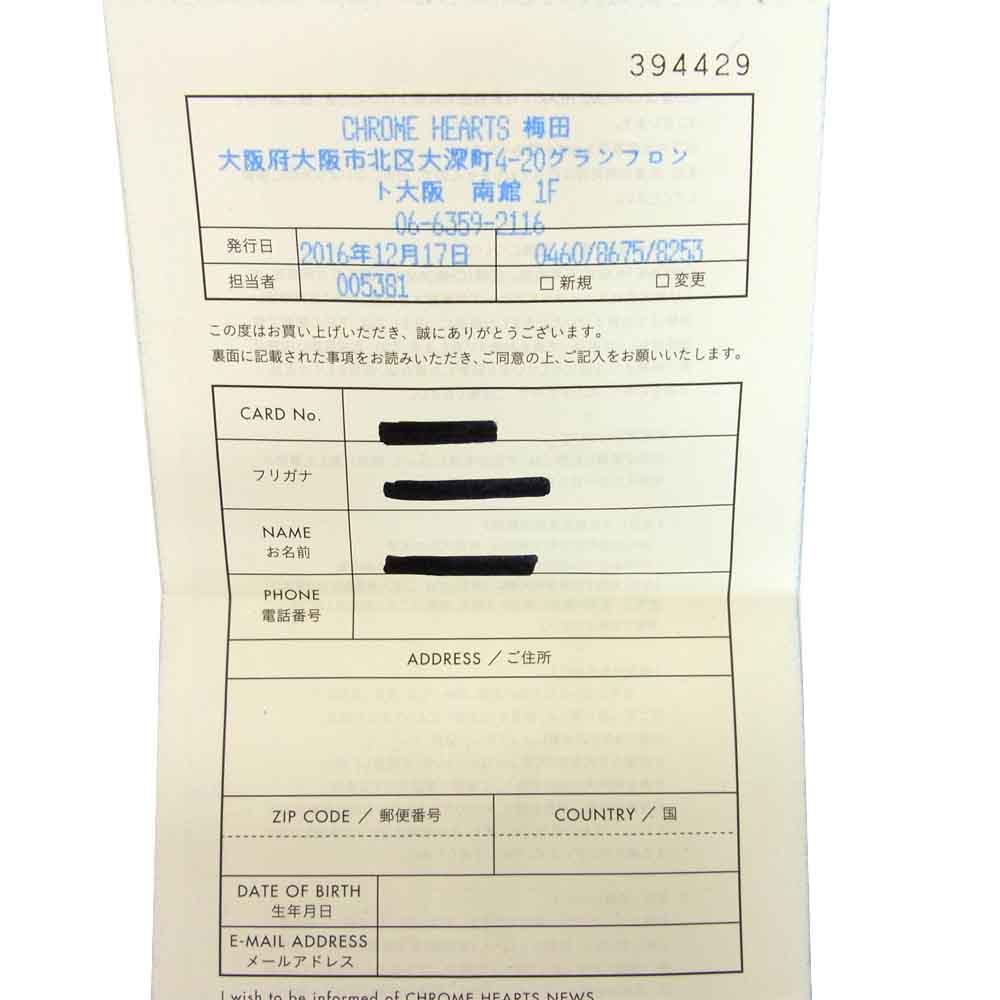 394429
CHROME HEARTS 梅田
大阪府大阪市北区大深町4-20グランフロン
ト大阪 南館 1F
06-6359-2116
発行日 2016年12月17日 0460/8675/8253
担当者 005381 □ 新規 □ 変更
この度はお買い上げいただき、誠にありがとうございます。
裏面に記載された事項をお読みいただき、ご同意の上、ご記入をお願いいたします。
CARD No.
フリガナ
NAME
お名前
PHONE
電話番号
ADDRESS / ご住所
ZIP CODE / 郵便番号 COUNTRY / 国
DATE OF BIRTH
生年月日
E-MAIL ADDRESS
メールアドレス
I wish to be informed of CHROME HEARTS NEWS